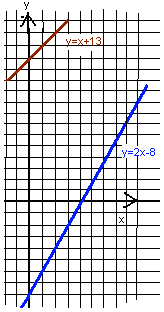 y
y=x+13
y=2x-8
x